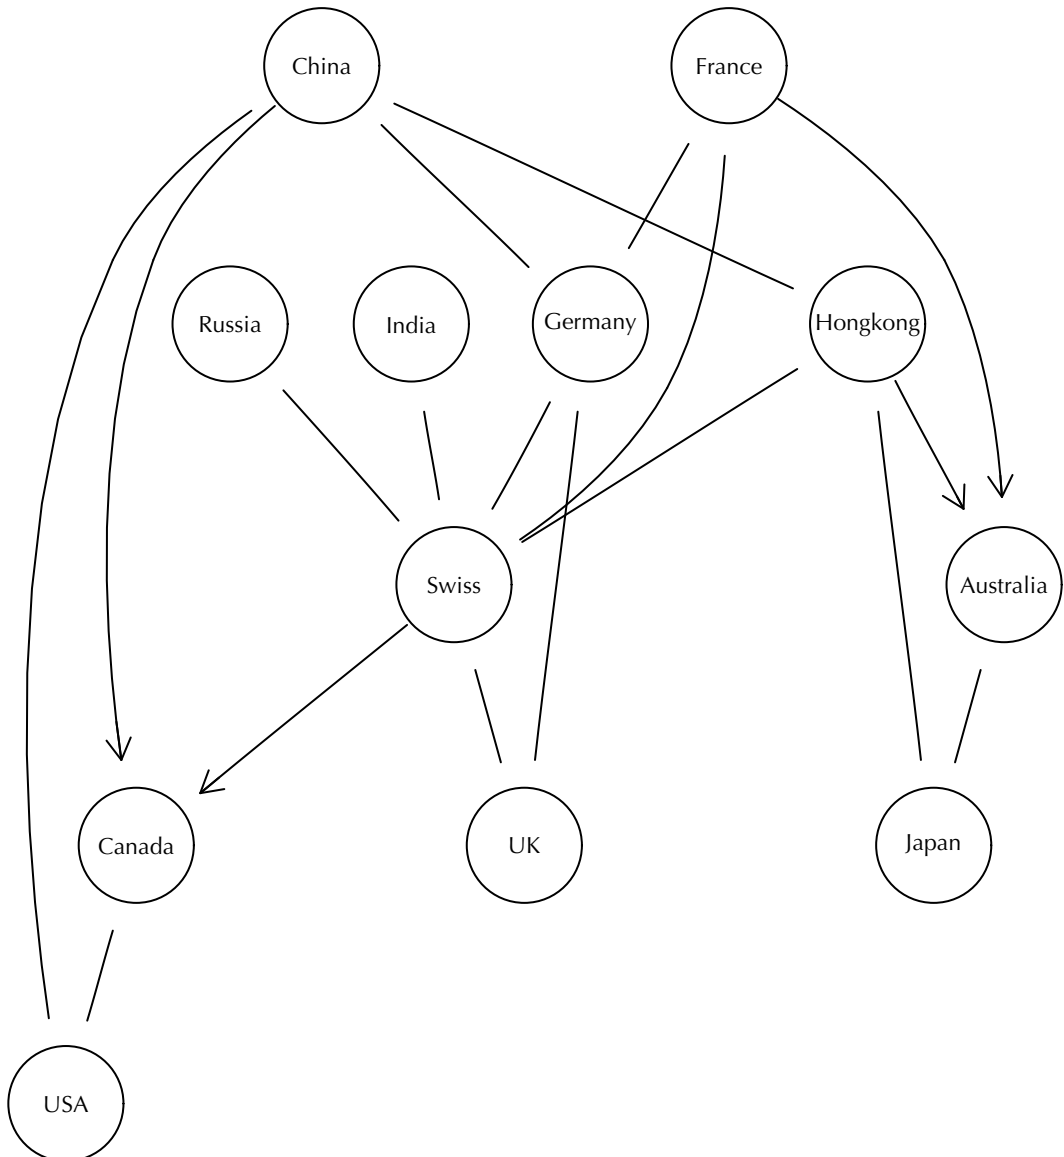 China
France
Russia
India
Germany
Hongkong
Swiss
Australia
Canada
UK
Japan
USA